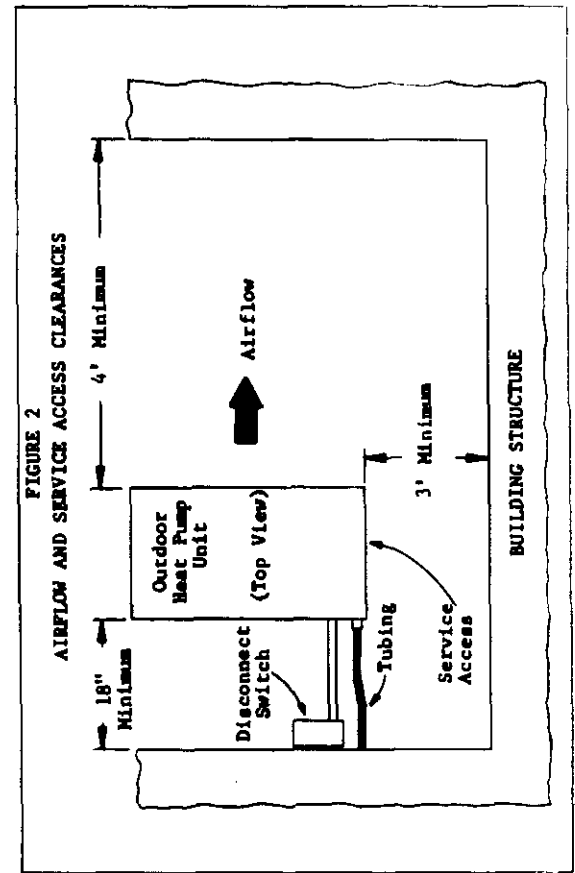 FIGURE 2
AIRFLOW AND SERVICE ACCESS CLEARANCES
18"
Minimum
4' Minimum
Outdoor
Heat Pump
Unit
(Top View)
Airflow
Disconnect
Switch
Tubing
Service
Access
3' Minimum
BUILDING STRUCTURE